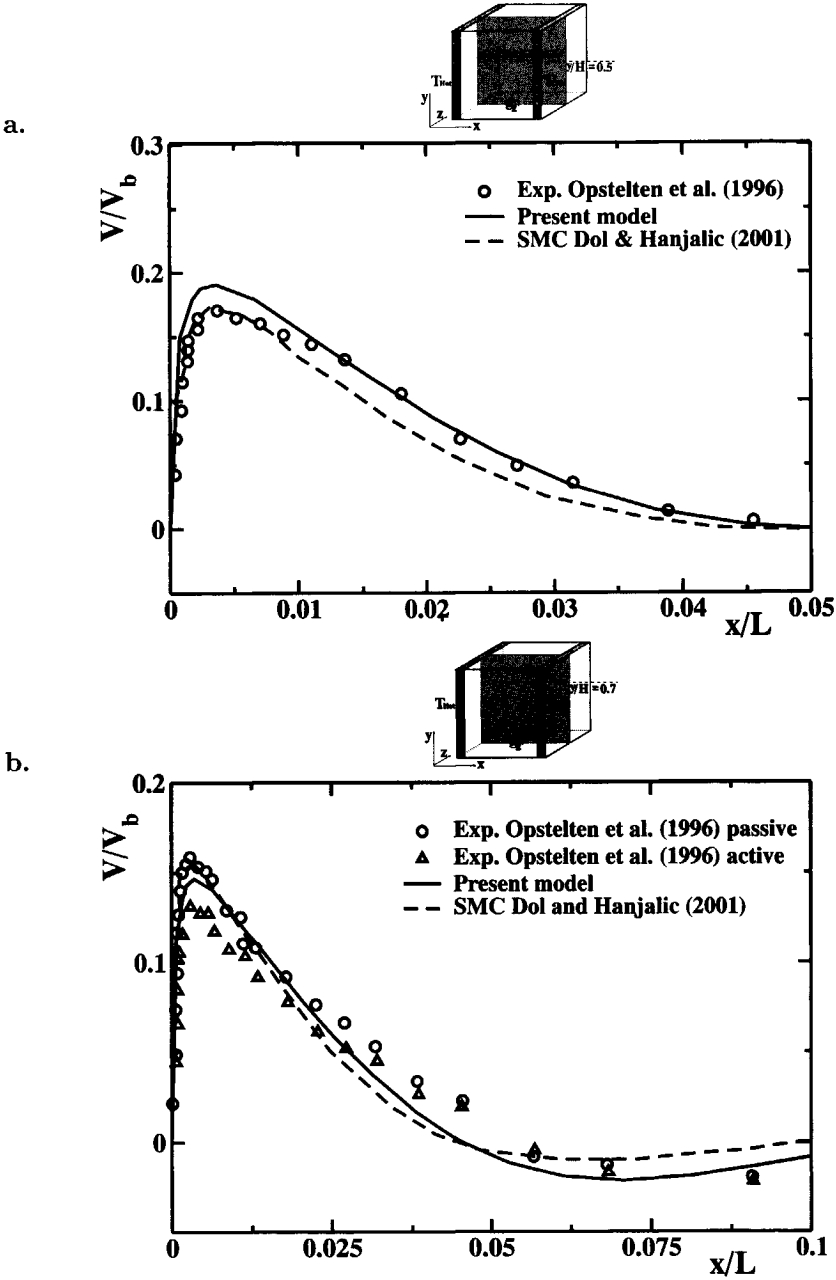 a.
y/H=0.5
y
z
x
V/V_b
0.3
0.2
0.1
0
Exp. Opstelten et al. (1996)
Present model
SMC Dol & Hanjalic (2001)
0
0.01
0.02
0.03
0.04
0.05
x/L
b.
y/H=0.7
y
z
x
V/V_b
0.2
0.1
0
Exp. Opstelten et al. (1996) passive
Exp. Opstelten et al. (1996) active
Present model
SMC Dol and Hanjalic (2001)
0
0.025
0.05
0.075
0.1
x/L